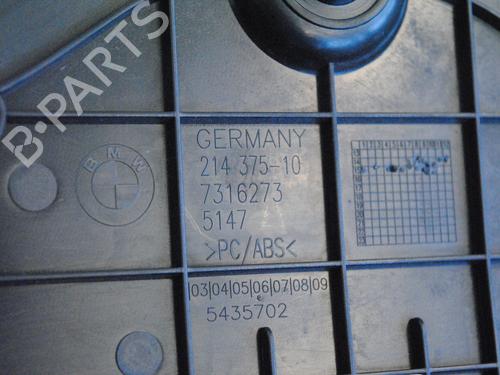 B-PARTS
BMW
GERMANY
214 375-10
7316273
5147
>PC/ABS<
|03|04|05|06|07|08|09
5435702